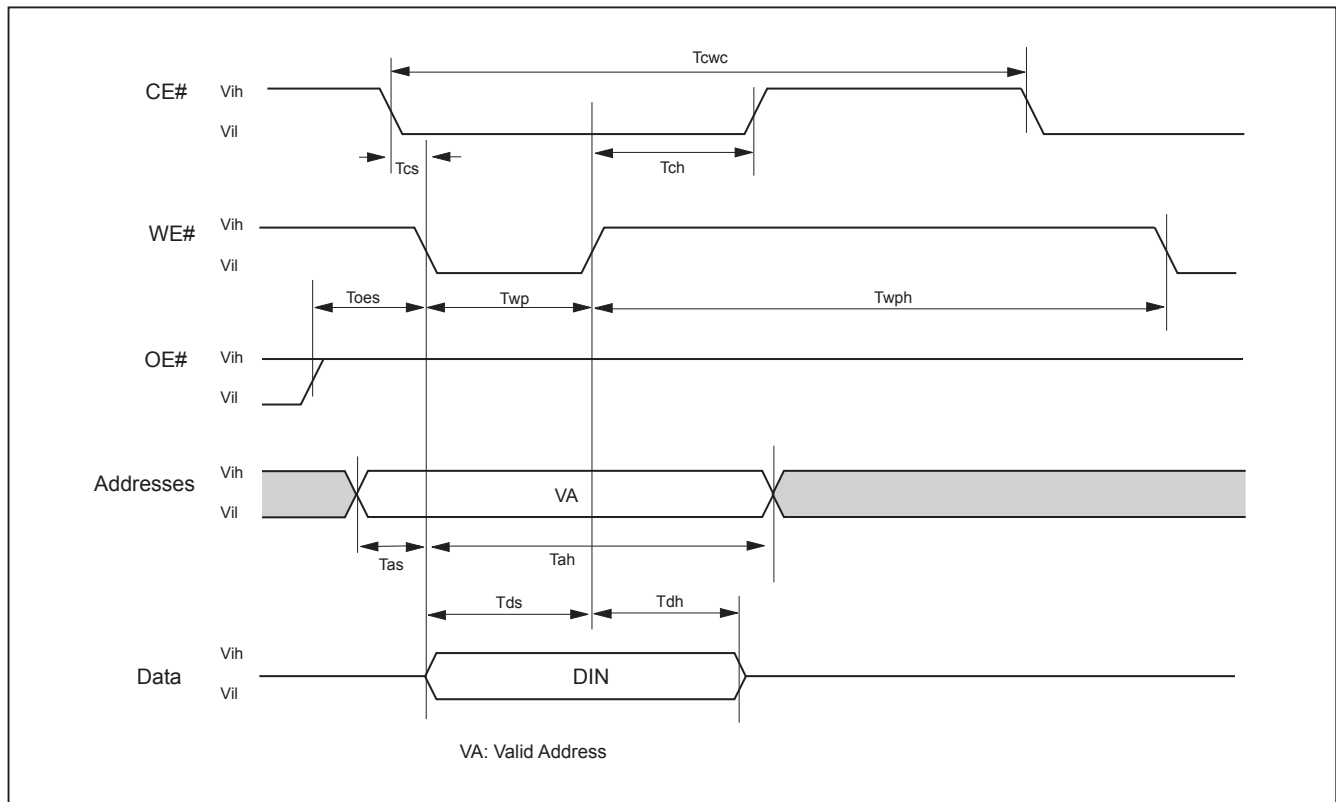 Tcwc
CE#
Vih
Vil
Tcs
Tch
WE#
Vih
Vil
Toes
Twp
Twph
OE#
Vih
Vil
Addresses
Vih
Vil
VA
Tas
Tah
Tds
Tdh
Data
Vih
Vil
DIN
VA: Valid Address